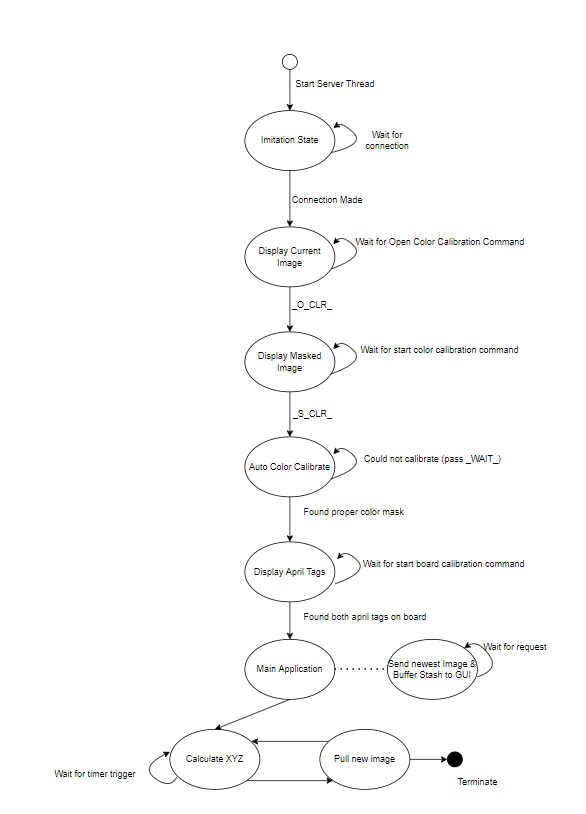 Start Server Thread
Imitation State
Wait for
connection
Connection Made
Wait for Open Color Calibration Command
Display Current
Image
_O_CLR_
Display Masked
Image
Wait for start color calibration command
_S_CLR_
Auto Color Calibrate
Could not calibrate (pass _WAIT_)
Found proper color mask
Display April Tags
Wait for start board calibration command
Found both april tags on board
Wait for request
Main Application
Send newest Image &
Buffer Stash to GUI
Calculate XYZ
Pull new image
Wait for timer trigger
Terminate